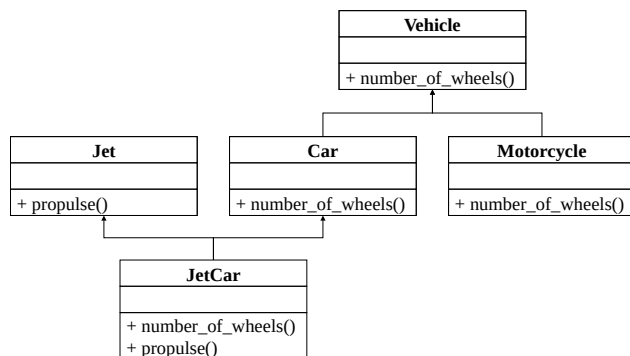 Vehicle
+ number_of_wheels()
Jet
+ propulse()
Car
+ number_of_wheels()
Motorcycle
+ number_of_wheels()
JetCar
+ number_of_wheels()
+ propulse()